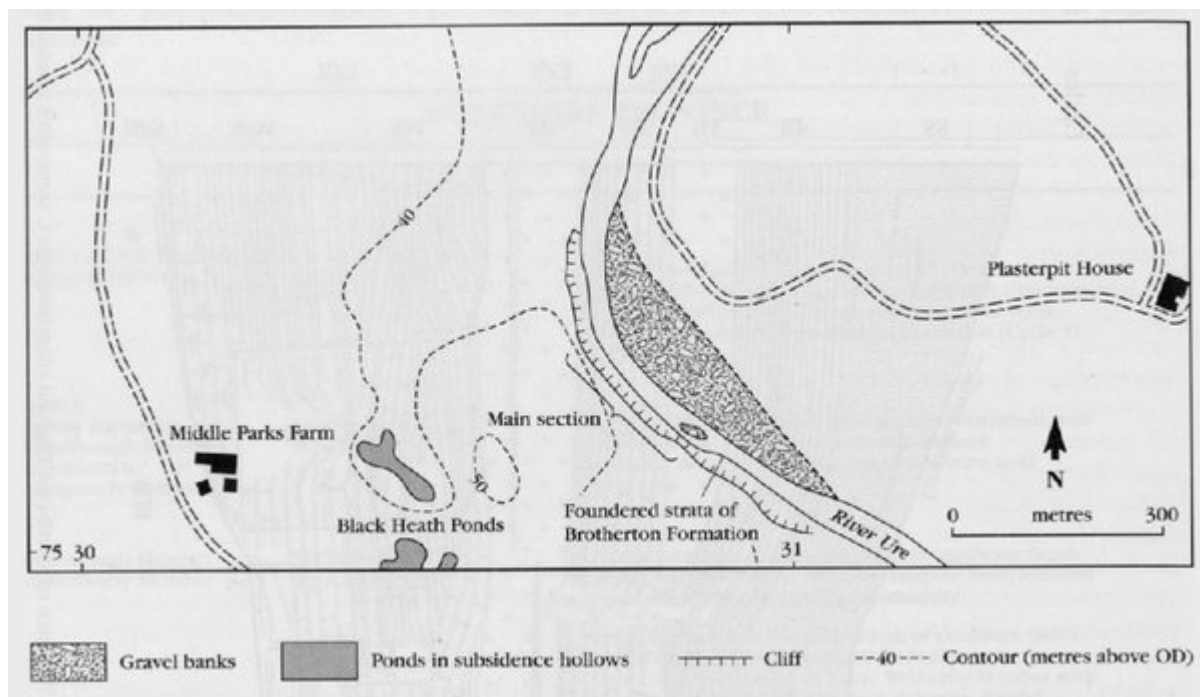 40
Plasterpit House
Main section
Middle Parks Farm
50
N
Black Heath Ponds
Foundered strata of
Brotherton Formation
River Ure
0 metres 300
75 30
31
Gravel banks
Ponds in subsidence hollows
Cliff
40
Contour (metres above OD)